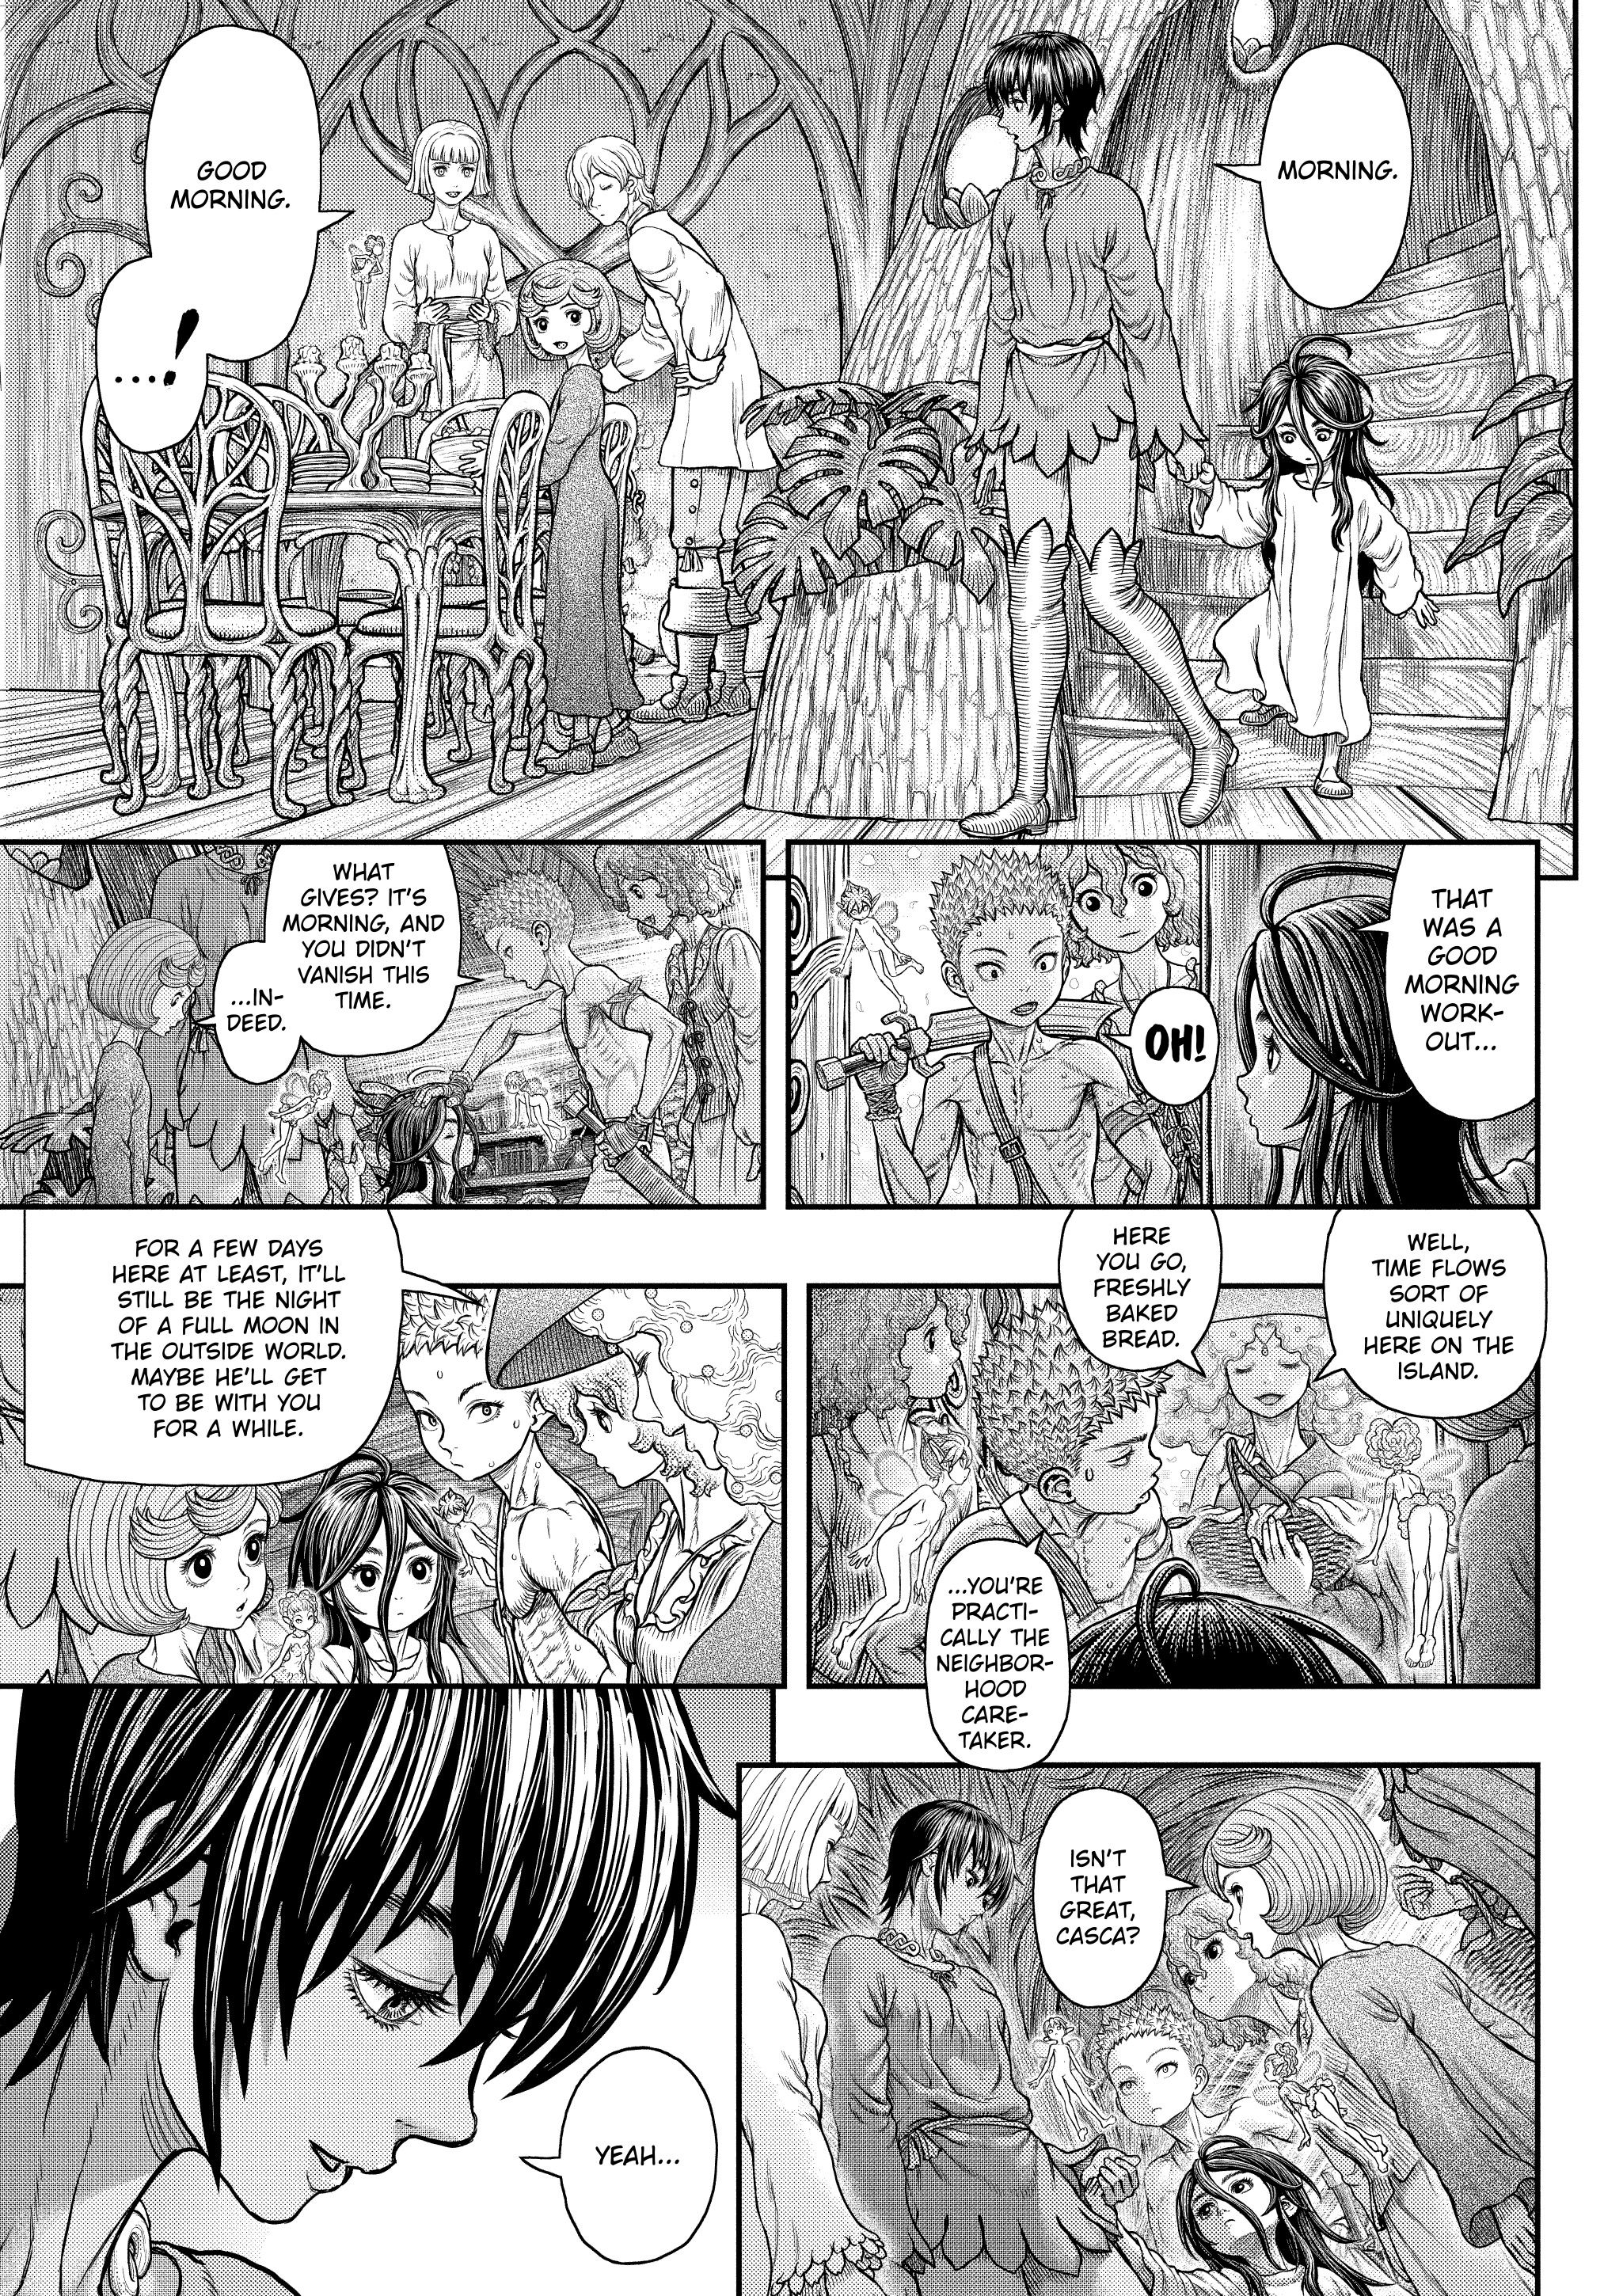 MORNING.
GOOD
MORNING.
....!
THAT
WAS A
GOOD
MORNING
WORK-
OUT...
OH!
WHAT
GIVES? IT'S
MORNING, AND
YOU DIDN'T
VANISH THIS
TIME.
...IN-
DEED.
WELL,
TIME FLOWS
SORT OF
UNIQUELY
HERE ON THE
ISLAND.
HERE
YOU GO,
FRESHLY
BAKED
BREAD.
...YOU'RE
PRACTI-
CALLY THE
NEIGHBOR-
HOOD
CARE-
TAKER.
FOR A FEW DAYS
HERE AT LEAST, IT'LL
STILL BE THE NIGHT
OF A FULL MOON IN
THE OUTSIDE WORLD.
MAYBE HE'LL GET
TO BE WITH YOU
FOR A WHILE.
ISN'T
THAT
GREAT,
CASCA?
YEAH...